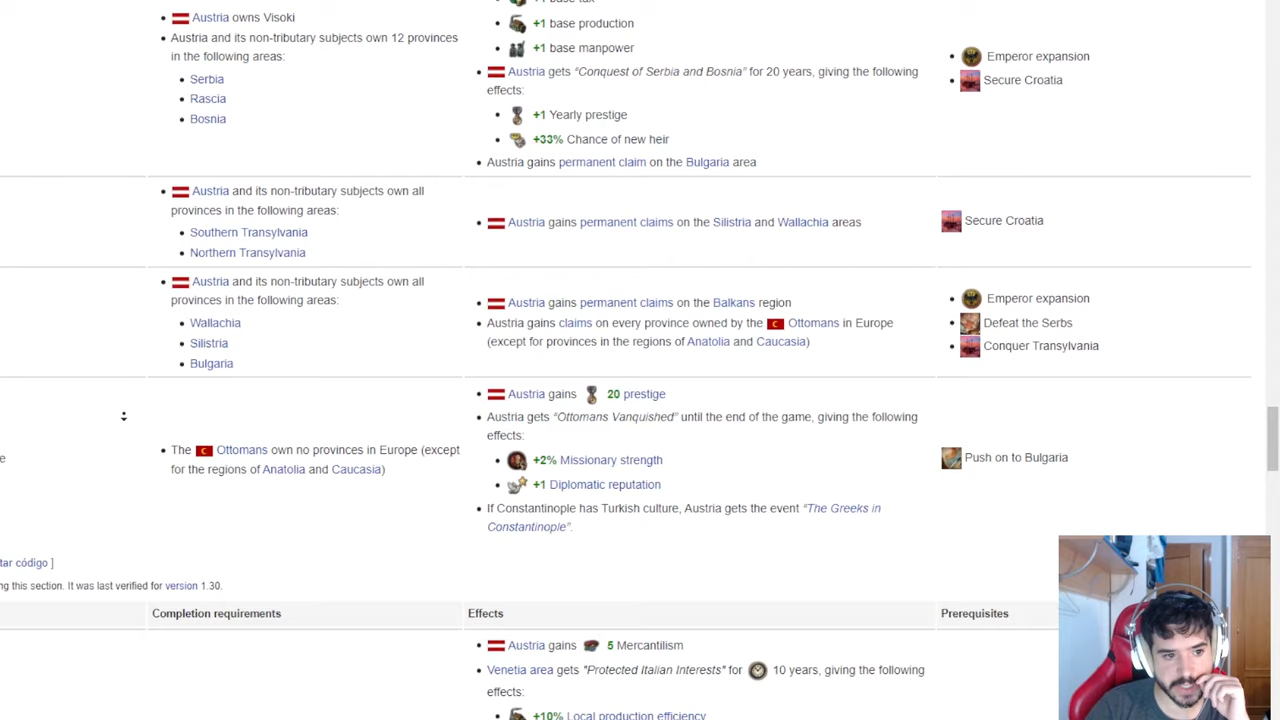 Austria owns Visoki
+1 base production
Austria and its non-tributary subjects own 12 provinces
in the following areas:
+1 base manpower
Emperor expansion
Austria gets “Conquest of Serbia and Bosnia” for 20 years, giving the following
effects:
Serbia
Secure Croatia
Rascia
Bosnia
+1 Yearly prestige
+33% Chance of new heir
Austria gains permanent claim on the Bulgaria area
Austria and its non-tributary subjects own all
provinces in the following areas:
Southern Transylvania
Northern Transylvania
Austria gains permanent claims on the Silistria and Wallachia areas
Secure Croatia
Austria and its non-tributary subjects own all
provinces in the following areas:
Wallachia
Silistria
Bulgaria
Austria gains permanent claims on the Balkans region
Austria gains claims on every province owned by the Ottomans in Europe
(except for provinces in the regions of Anatolia and Caucasia)
Emperor expansion
Defeat the Serbs
Conquer Transylvania
e
The Ottomans own no provinces in Europe (except
for the regions of Anatolia and Caucasia)
Austria gains 20 prestige
Austria gets “Ottomans Vanquished” until the end of the game, giving the following
effects:
+2% Missionary strength
+1 Diplomatic reputation
If Constantinople has Turkish culture, Austria gets the event “The Greeks in
Constantinople”.
Push on to Bulgaria
tar código ]
ng this section. It was last verified for version 1.30.
Completion requirements
Effects
Prerequisites
Austria gains 5 Mercantilism
Venetia area gets "Protected Italian Interests" for 10 years, giving the following
effects:
+10% Local production efficiency